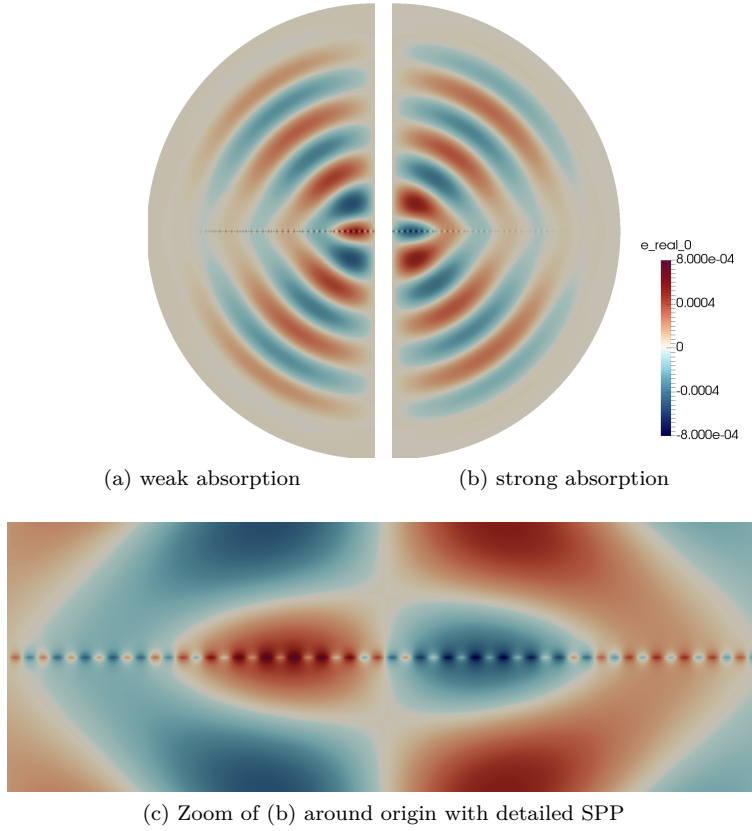 e_real_0
8.000e-04
0.0004
0
-0.0004
-8.000e-04
(a) weak absorption
(b) strong absorption
(c) Zoom of (b) around origin with detailed SPP